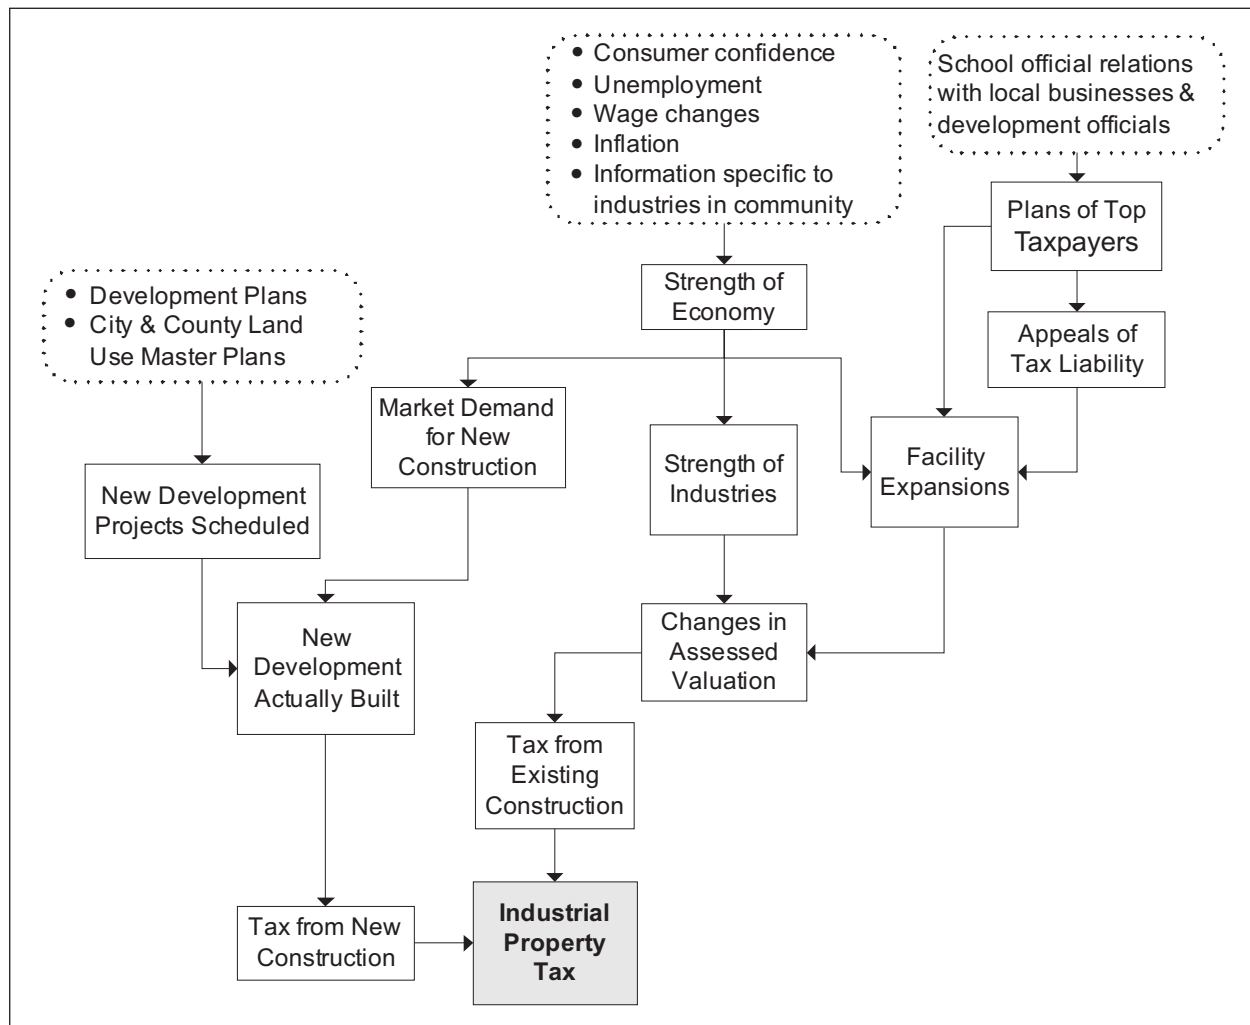 • Consumer confidence
• Unemployment
• Wage changes
• Inflation
• Information specific to
industries in community
School official relations
with local businesses &
development officials
Plans of Top
Taxpayers
• Development Plans
• City & County Land
Use Master Plans
Strength of
Economy
Appeals of
Tax Liability
Market Demand
for New
Construction
Strength of
Industries
Facility
Expansions
New Development
Projects Scheduled
New
Development
Actually Built
Changes in
Assessed
Valuation
Tax from
Existing
Construction
Tax from New
Construction
Industrial
Property
Tax